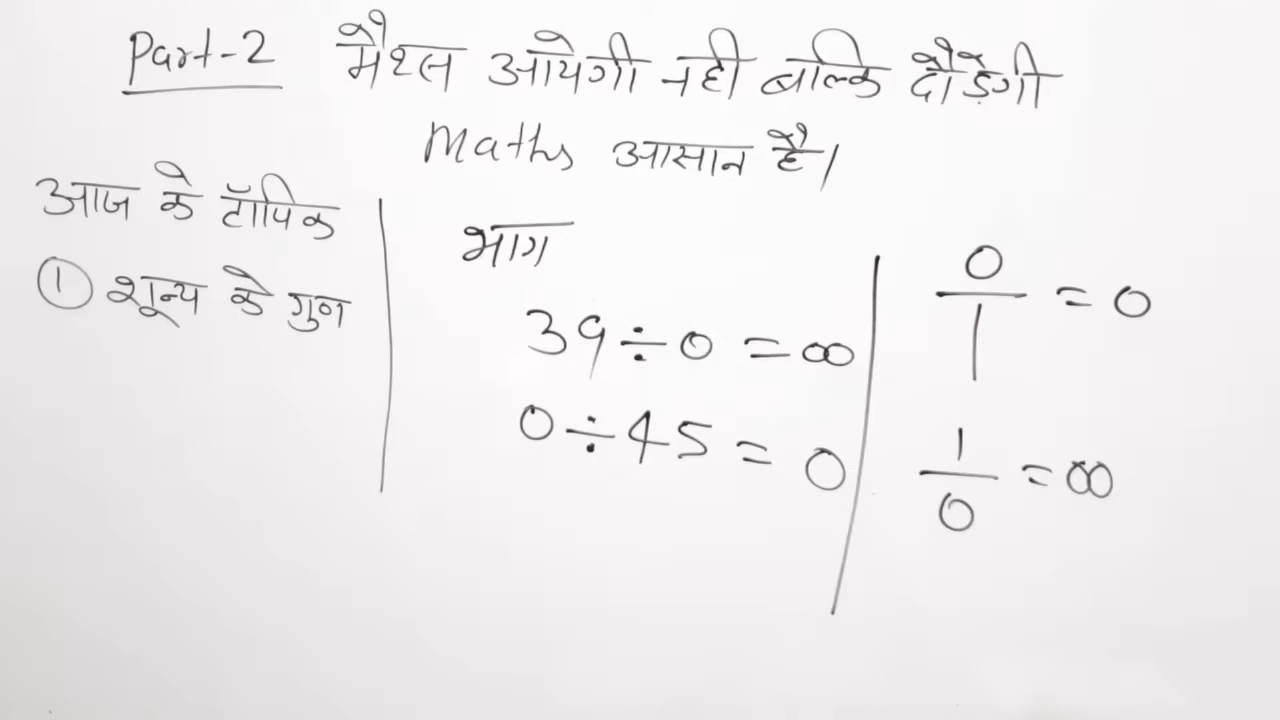 Part-2 मैथ्स आयेगी नही बल्कि दौड़ेगी
Maths आसान है।
आज के टॉपिक
① शून्य के गुण
भाग
39 ÷ 0 = ∞
0 ÷ 45 = 0
0/1 = 0
1/0 = ∞